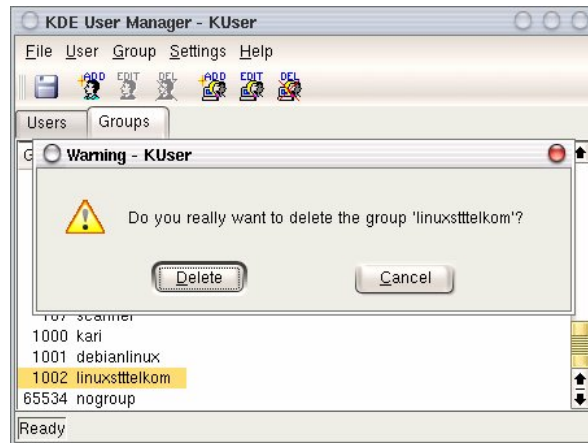 KDE User Manager - KUser
File User Group Settings Help
ADD EDIT DEL ADD EDIT DEL
Users Groups
G
Warning - KUser
Do you really want to delete the group 'linuxstttelkom'?
Delete Cancel
107 scanner
1000 kari
1001 debianlinux
1002 linuxstttelkom
65534 nogroup
Ready